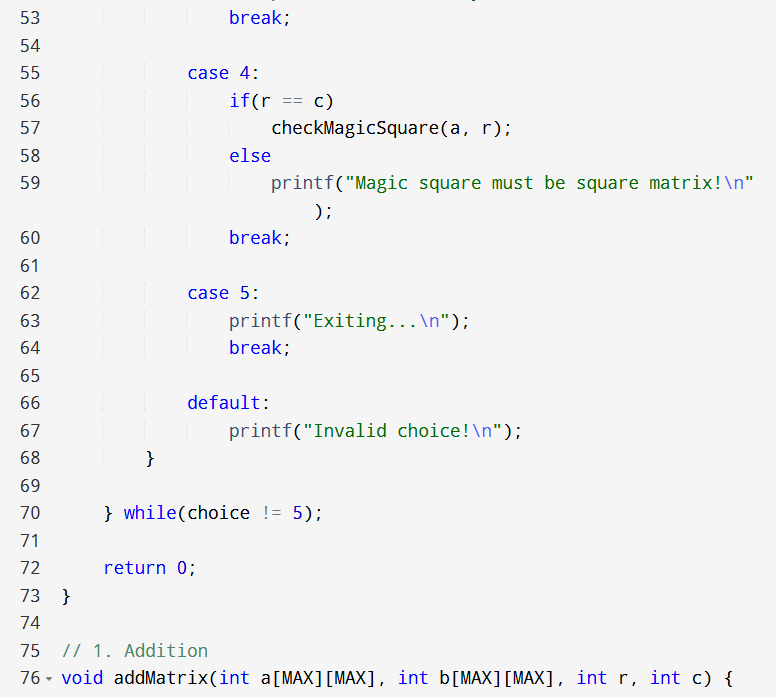 53                 break;
54
55             case 4:
56                 if(r == c)
57                     checkMagicSquare(a, r);
58                 else
59                     printf("Magic square must be square matrix!\n"
                        );
60                 break;
61
62             case 5:
63                 printf("Exiting...\n");
64                 break;
65
66             default:
67                 printf("Invalid choice!\n");
68         }
69
70     } while(choice != 5);
71
72     return 0;
73 }
74
75 // 1. Addition
76 void addMatrix(int a[MAX][MAX], int b[MAX][MAX], int r, int c) {